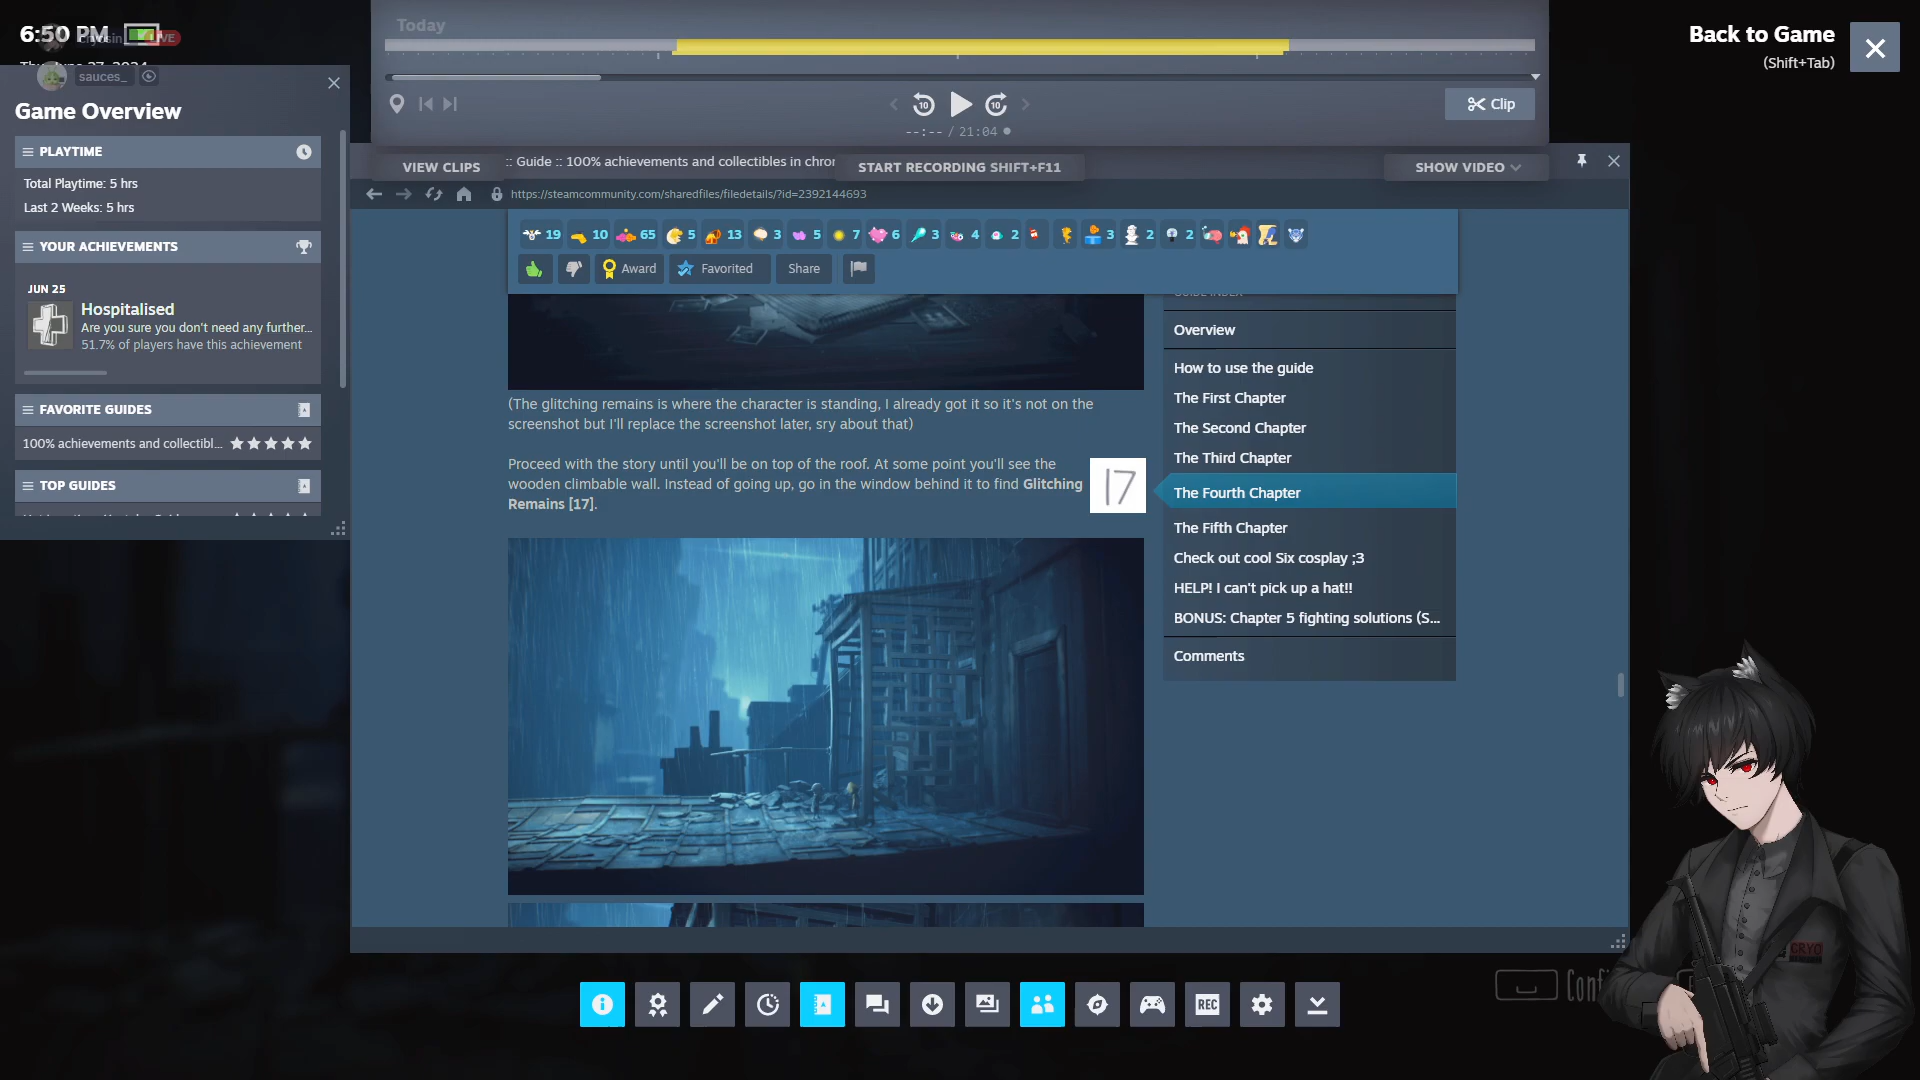 6:50 PM
LIVE
sauces_
Game Overview
PLAYTIME
Total Playtime: 5 hrs
Last 2 Weeks: 5 hrs
YOUR ACHIEVEMENTS
JUN 25
Hospitalised
Are you sure you don't need any further...
51.7% of players have this achievement
FAVORITE GUIDES
100% achievements and collectibl...
TOP GUIDES
Today
10
10
--:-- / 21:04
Clip
Back to Game
(Shift+Tab)
VIEW CLIPS
:: Guide :: 100% achievements and collectibles in chror
START RECORDING SHIFT+F11
SHOW VIDEO
https://steamcommunity.com/sharedfiles/filedetails/?id=2392144693
19 10 65 5 13 3 5 7 6 3 4 2 3 2 2
Award
Favorited
Share
(The glitching remains is where the character is standing, I already got it so it's not on the
screenshot but I'll replace the screenshot later, sry about that)
Proceed with the story until you'll be on top of the roof. At some point you'll see the
wooden climbable wall. Instead of going up, go in the window behind it to find Glitching
Remains [17].
17
GUIDE INDEX
Overview
How to use the guide
The First Chapter
The Second Chapter
The Third Chapter
The Fourth Chapter
The Fifth Chapter
Check out cool Six cosplay ;3
HELP! I can't pick up a hat!!
BONUS: Chapter 5 fighting solutions (S...
Comments
REC
CRYO